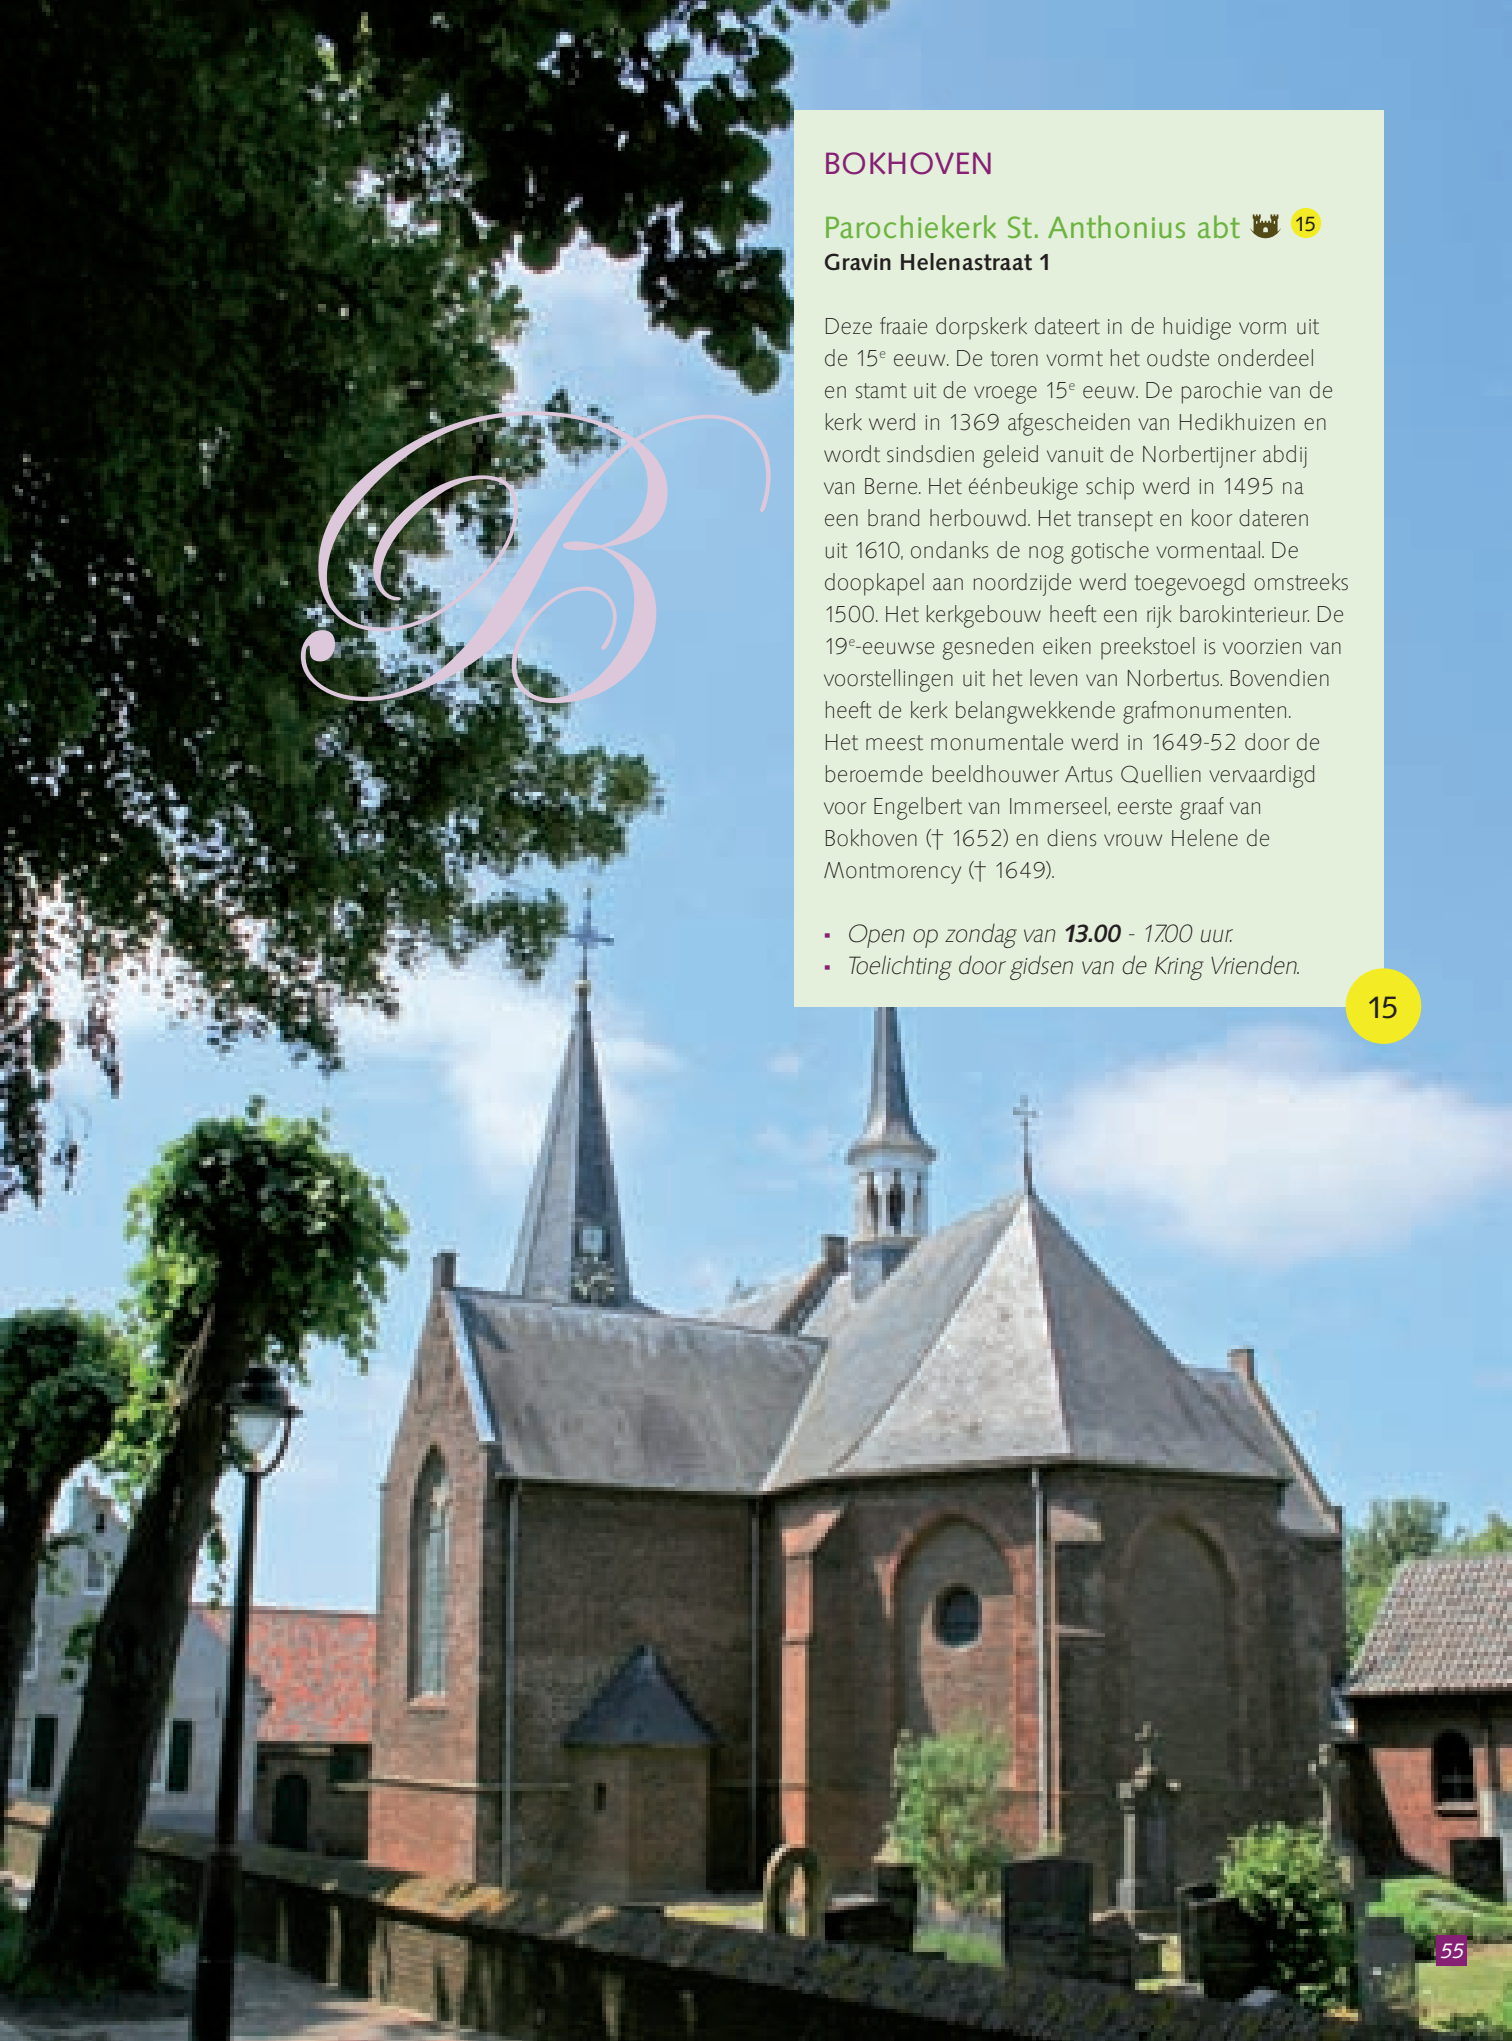 BOKHOVEN
Parochiekerk St. Anthonius abt 15
Gravin Helenastraat 1
Deze fraaie dorpskerk dateert in de huidige vorm uit
de 15e eeuw. De toren vormt het oudste onderdeel
en stamt uit de vroege 15e eeuw. De parochie van de
kerk werd in 1369 afgescheiden van Hedikhuizen en
wordt sindsdien geleid vanuit de Norbertijner abdij
van Berne. Het éénbeukige schip werd in 1495 na
een brand herbouwd. Het transept en koor dateren
uit 1610, ondanks de nog gotische vormentaal. De
doopkapel aan noordzijde werd toegevoegd omstreeks
1500. Het kerkgebouw heeft een rijk barokinterieur. De
19e-eeuwse gesneden eiken preekstoel is voorzien van
voorstellingen uit het leven van Norbertus. Bovendien
heeft de kerk belangwekkende grafmonumenten.
Het meest monumentale werd in 1649-52 door de
beroemde beeldhouwer Artus Quellien vervaardigd
voor Engelbert van Immerseel, eerste graaf van
Bokhoven († 1652) en diens vrouw Helene de
Montmorency († 1649).
▪ Open op zondag van 13.00 - 17.00 uur.
▪ Toelichting door gidsen van de Kring Vrienden.
15
B
55